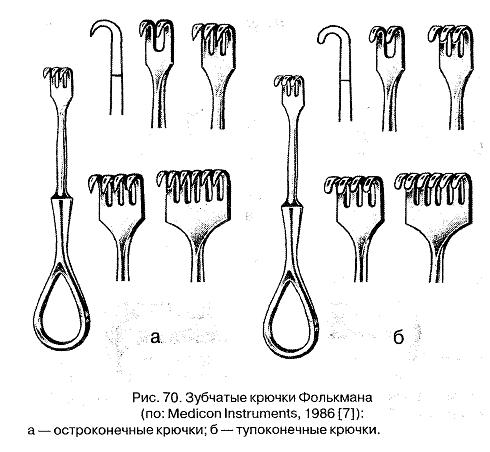 а
б
Рис. 70. Зубчатые крючки Фолькмана
(по: Medicon Instruments, 1986 [7]):
а — остроконечные крючки; б — тупоконечные крючки.